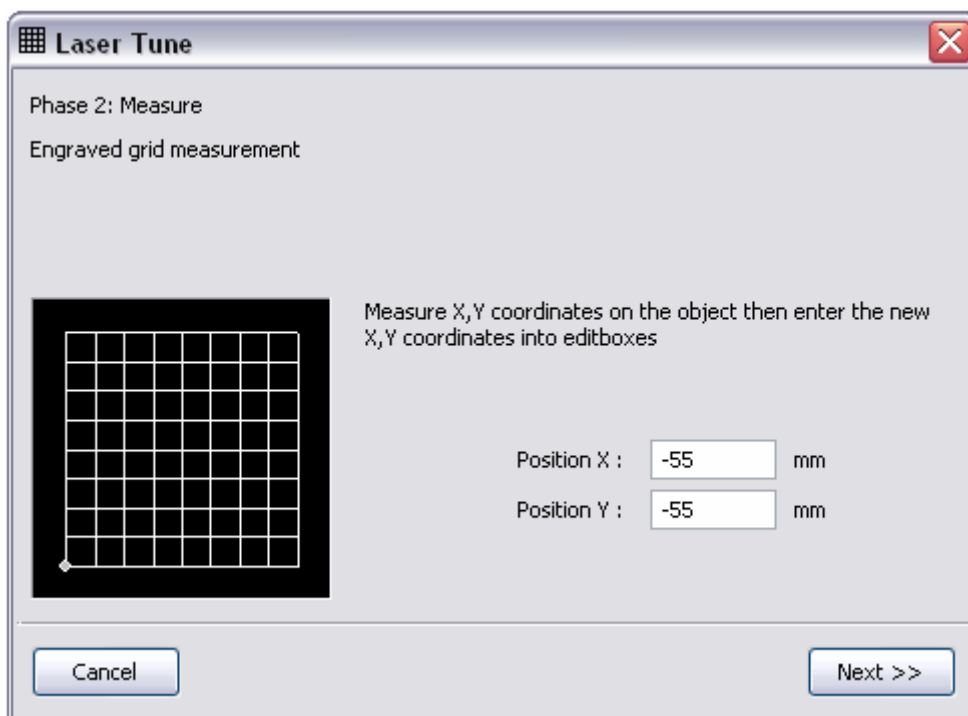 Laser Tune
Phase 2: Measure
Engraved grid measurement
Measure X,Y coordinates on the object then enter the new
X,Y coordinates into editboxes
Position X : -55 mm
Position Y : -55 mm
Cancel Next >>